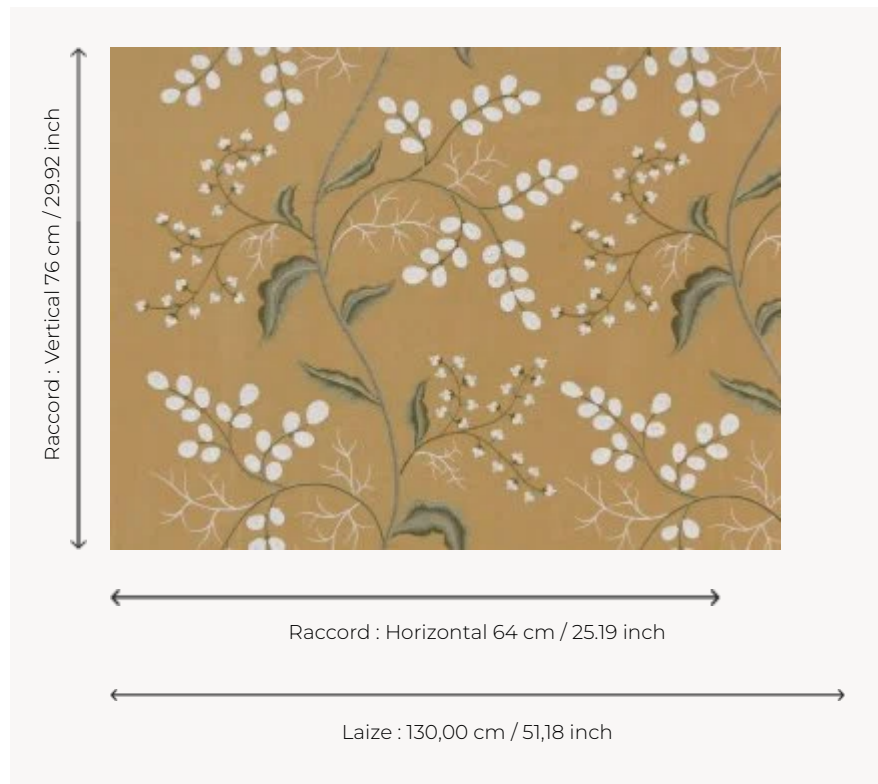 Raccord : Vertical 76 cm / 29.92 inch
Raccord : Horizontal 64 cm / 25.19 inch
Laize : 130,00 cm / 51,18 inch